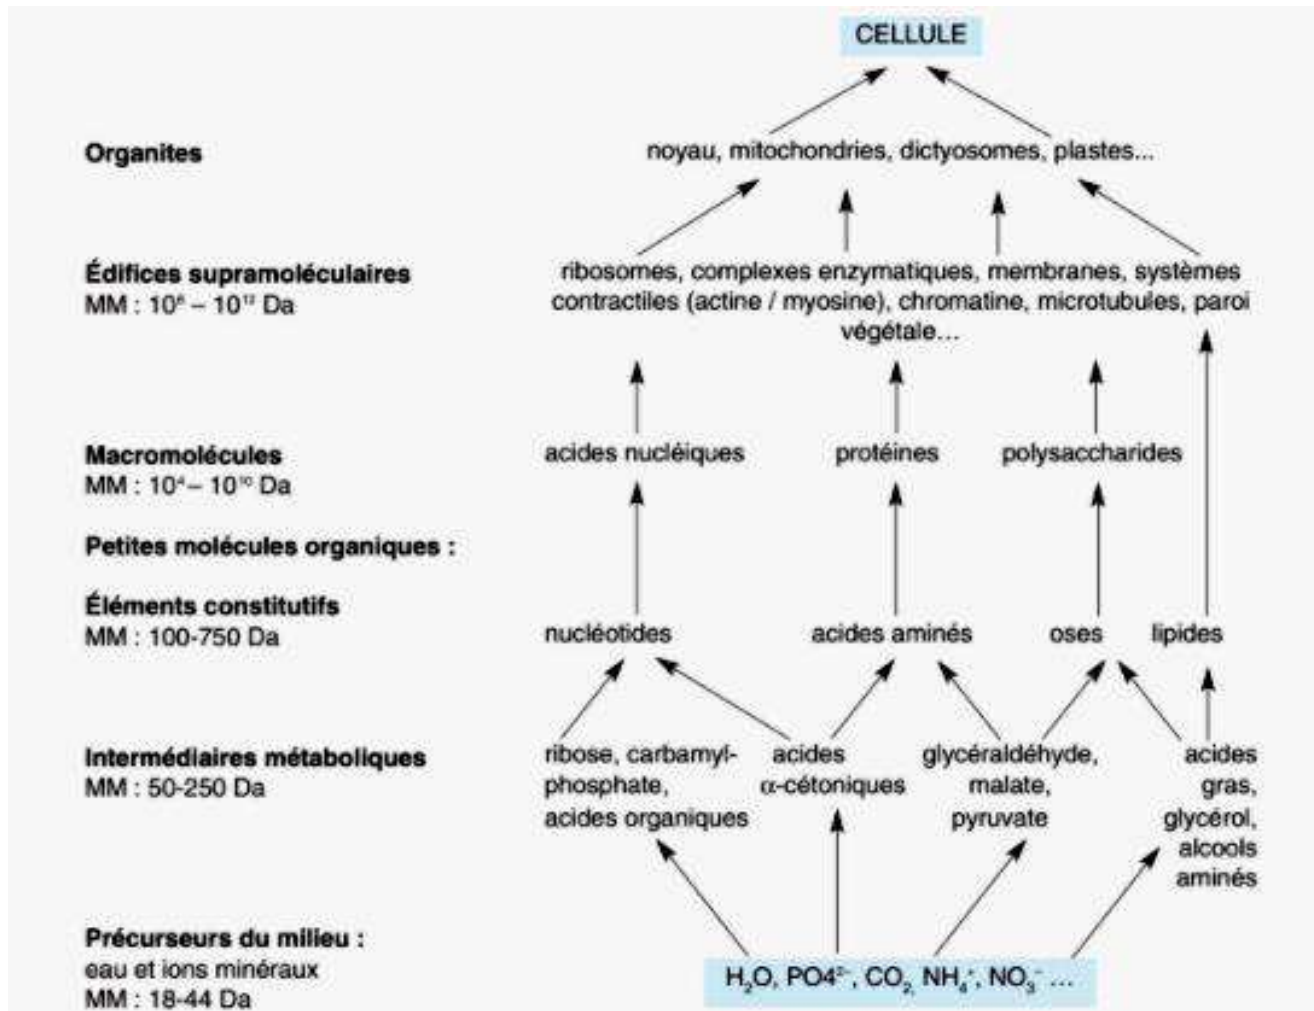 CELLULE
Organites
noyau, mitochondries, dictyosomes, plastes...
Édifices supramoléculaires
MM : 10⁶ – 10¹² Da
ribosomes, complexes enzymatiques, membranes, systèmes
contractiles (actine / myosine), chromatine, microtubules, paroi
végétale...
Macromolécules
MM : 10⁴ – 10¹⁰ Da
acides nucléiques
protéines
polysaccharides
Petites molécules organiques :
Éléments constitutifs
MM : 100-750 Da
nucléotides
acides aminés
oses
lipides
Intermédiaires métaboliques
MM : 50-250 Da
ribose, carbamyl-
phosphate,
acides organiques
acides
α-cétoniques
glycéraldéhyde,
malate,
pyruvate
acides
gras,
glycérol,
alcools
aminés
Précurseurs du milieu :
eau et ions minéraux
MM : 18-44 Da
H₂O, PO4²⁻, CO₂, NH₄⁺, NO₃⁻ ...